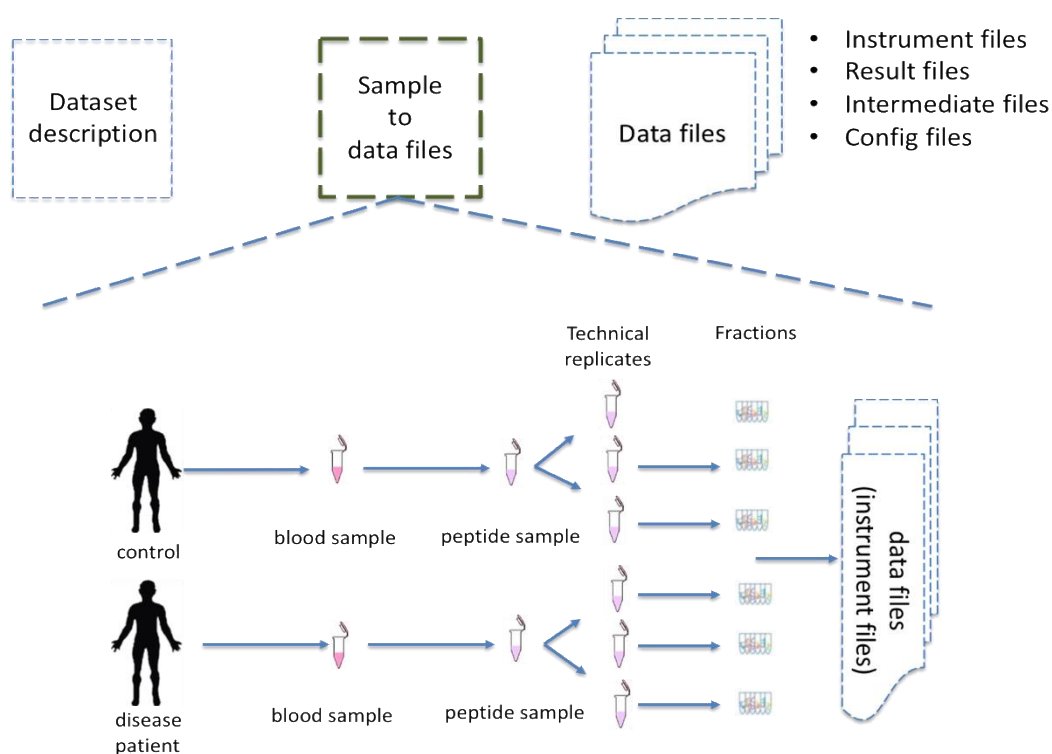 Dataset
description
Sample
to
data files
Data files
• Instrument files
• Result files
• Intermediate files
• Config files
Technical
replicates
Fractions
control
blood sample
peptide sample
disease
patient
blood sample
peptide sample
data files
(instrument files)